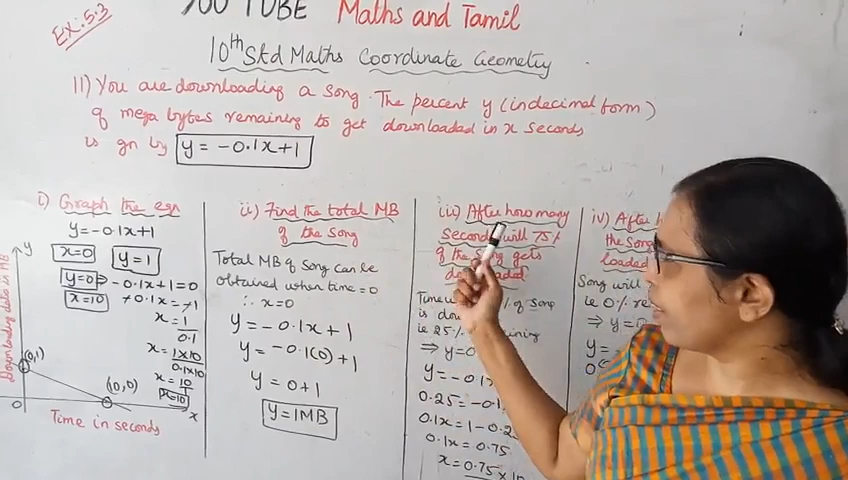 YOU TUBE Maths and Tamil
Ex: 5.3
10th Std Maths Coordinate Geometry
11) You are downloading a song. The percent y (in decimal form)
of mega bytes remaining to get downloaded in x seconds
is gn by y = -0.1x+1
i) Graph the eqn
y=-0.1x+1
x=0 y=1
y=0 ⇒ -0.1x+1=0
x=10 ≠0.1x=≠1
x=1/0.1
x=1x10/0.1x10
x=10/1
x=10
y
Downloading data in MB
(0,1)
(10,0)
0
x
Time in seconds
ii) Find the total MB
of the song
Total MB of Song can be
obtained when time=0
∴ x=0
y=-0.1x+1
y=-0.1(0)+1
y=0+1
y=1MB
iii) After how many
Seconds will 75%
of the song gets
downloaded
of song
is
ie 25%
⇒ y=0
y=-0.1x
0.25=-0.1
0.1x=1-0.2
0.1x=0.75
x=0.75x10
iv) After
the song
loaded
Song will
ie 0%
⇒ y=
y=